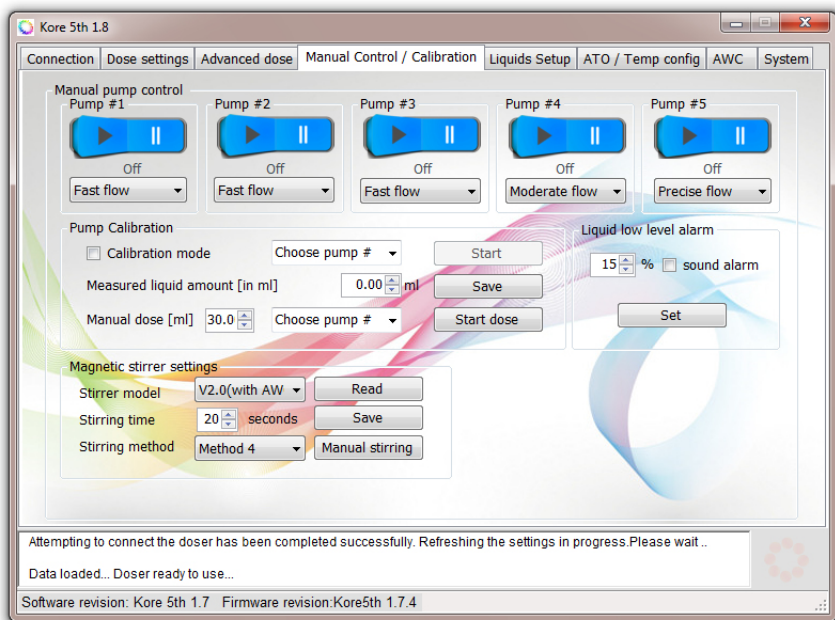 Kore 5th 1.8
Connection Dose settings Advanced dose Manual Control / Calibration Liquids Setup ATO / Temp config AWC System
Manual pump control
Pump #1 Pump #2 Pump #3 Pump #4 Pump #5
Off Off Off Off Off
Fast flow Fast flow Fast flow Moderate flow Precise flow
Pump Calibration Liquid low level alarm
Calibration mode Choose pump # Start
15 % sound alarm
Measured liquid amount [in ml] 0.00 ml Save
Manual dose [ml] 30.0 Choose pump # Start dose
Set
Magnetic stirrer settings
Stirrer model V2.0(with AW Read
Stirring time 20 seconds Save
Stirring method Method 4 Manual stirring
Attempting to connect the doser has been completed successfully. Refreshing the settings in progress.Please wait ..
Data loaded... Doser ready to use...
Software revision: Kore 5th 1.7 Firmware revision:Kore5th 1.7.4